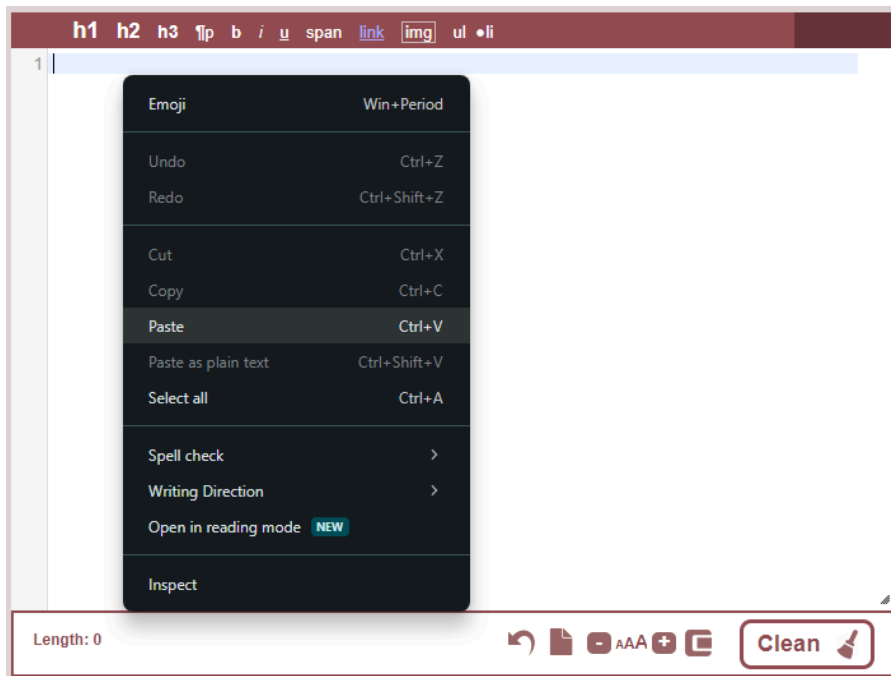 h1 h2 h3 ¶p b i u span link img ul •li
1
Emoji Win+Period
Undo Ctrl+Z
Redo Ctrl+Shift+Z
Cut Ctrl+X
Copy Ctrl+C
Paste Ctrl+V
Paste as plain text Ctrl+Shift+V
Select all Ctrl+A
Spell check
Writing Direction
Open in reading mode NEW
Inspect
Length: 0 - AAA + Clean